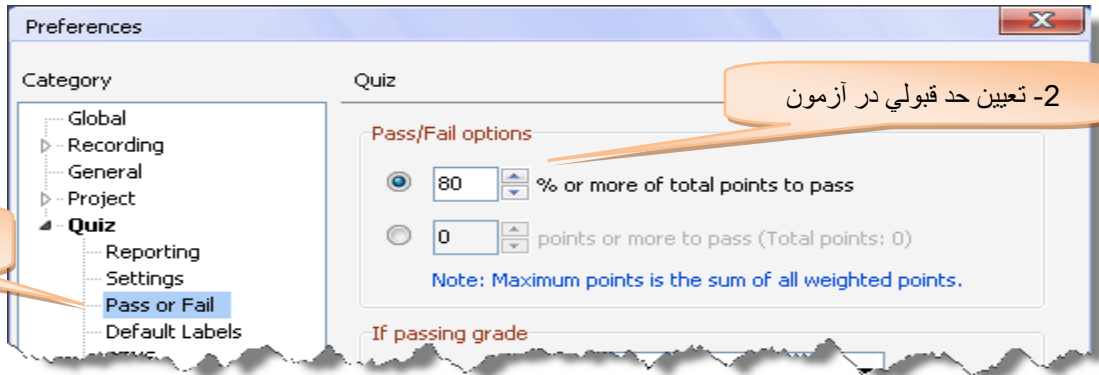 Preferences
Category
Global
Recording
General
Project
Quiz
Reporting
Settings
Pass or Fail
Default Labels
Quiz
2- تعيين حد قبولي در آزمون
Pass/Fail options
80 % or more of total points to pass
0 points or more to pass (Total points: 0)
Note: Maximum points is the sum of all weighted points.
If passing grade